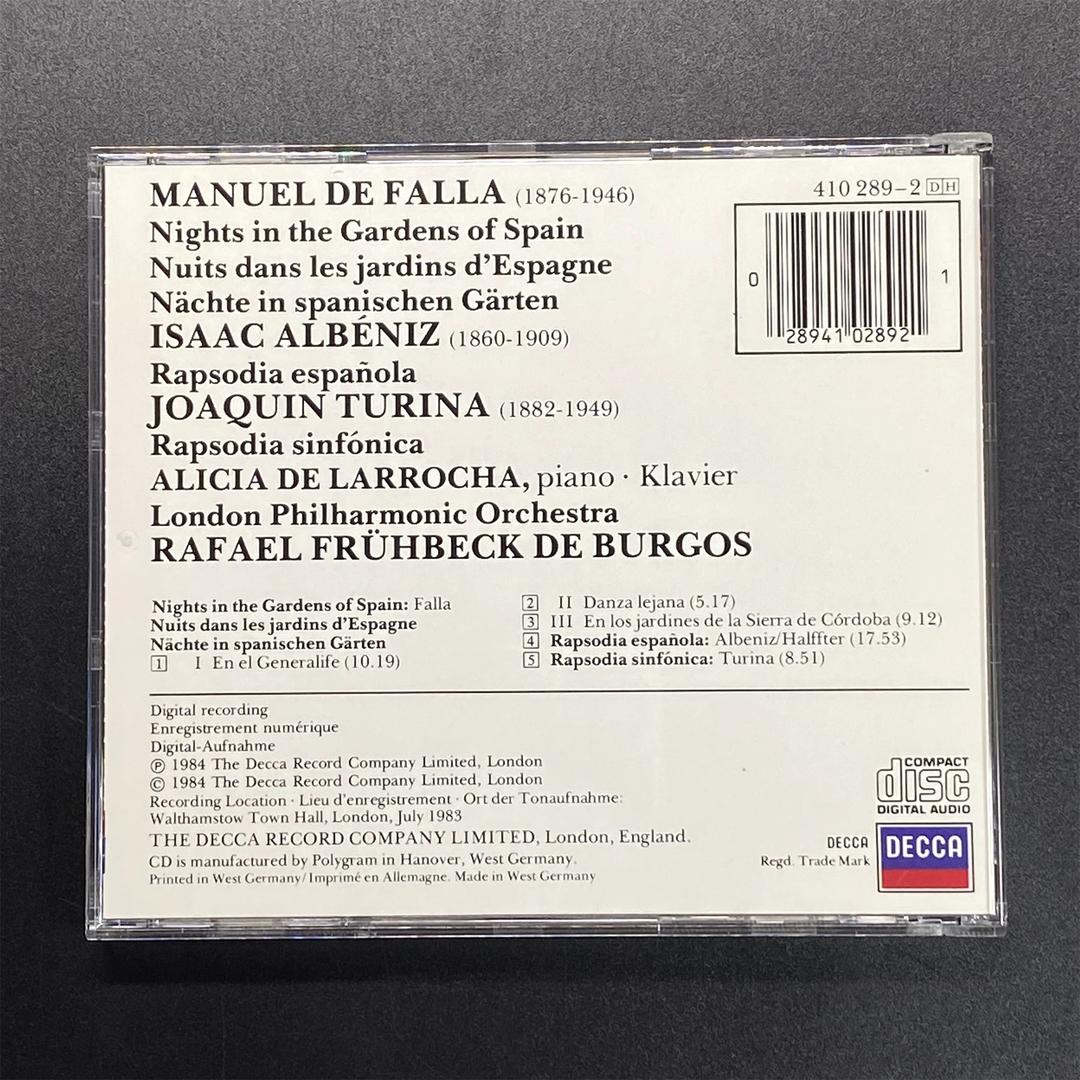 MANUEL DE FALLA (1876-1946)
Nights in the Gardens of Spain
Nuits dans les jardins d'Espagne
Nächte in spanischen Gärten
ISAAC ALBÉNIZ (1860-1909)
Rapsodia española
JOAQUIN TURINA (1882-1949)
Rapsodia sinfónica
ALICIA DE LARROCHA, piano · Klavier
London Philharmonic Orchestra
RAFAEL FRÜHBECK DE BURGOS
410 289-2 DH
0 28941 02892 1
Nights in the Gardens of Spain: Falla
Nuits dans les jardins d'Espagne
Nächte in spanischen Gärten
1 I En el Generalife (10.19)
2 II Danza lejana (5.17)
3 III En los jardines de la Sierra de Córdoba (9.12)
4 Rapsodia española: Albeniz/Halffter (17.53)
5 Rapsodia sinfónica: Turina (8.51)
Digital recording
Enregistrement numérique
Digital-Aufnahme
Ⓟ 1984 The Decca Record Company Limited, London
© 1984 The Decca Record Company Limited, London
Recording Location · Lieu d'enregistrement · Ort der Tonaufnahme:
Walthamstow Town Hall, London, July 1983
THE DECCA RECORD COMPANY LIMITED, London, England.
CD is manufactured by Polygram in Hanover, West Germany.
Printed in West Germany/Imprimé en Allemagne. Made in West Germany
COMPACT
disc
DIGITAL AUDIO
DECCA
Regd. Trade Mark
DECCA